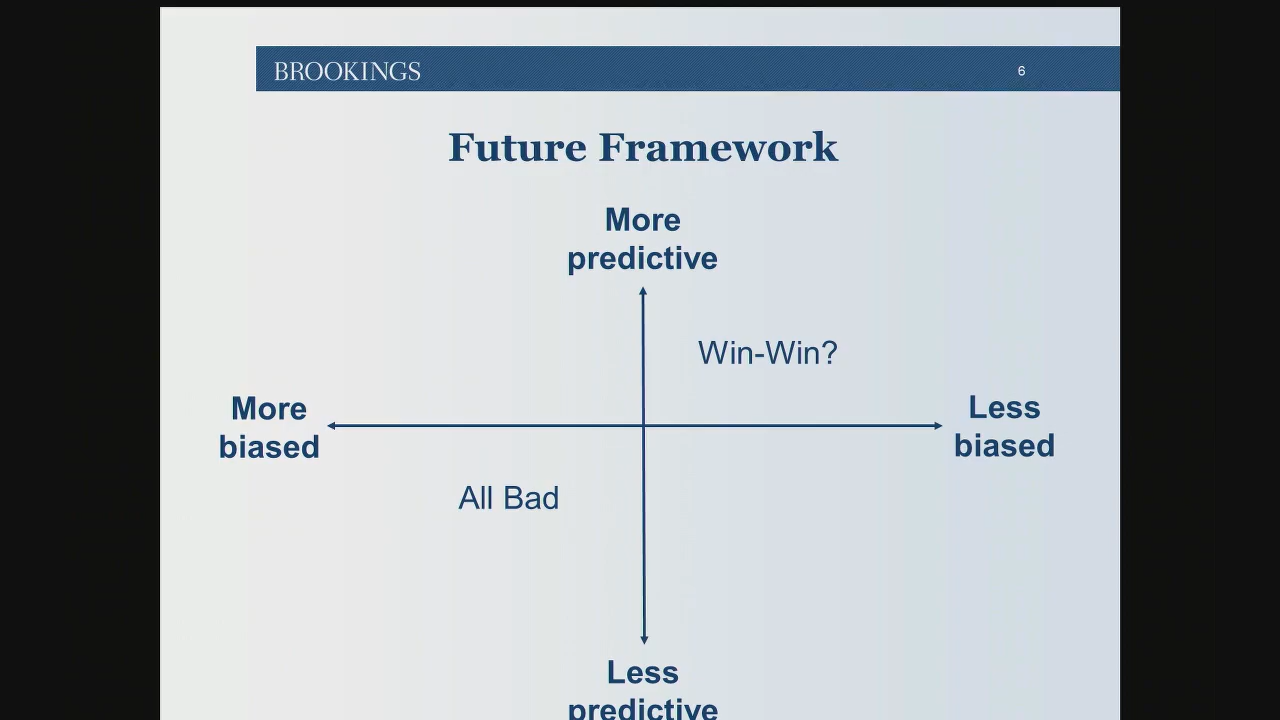 BROOKINGS
6
Future Framework
More
predictive
Win-Win?
More
biased
Less
biased
All Bad
Less
predictive